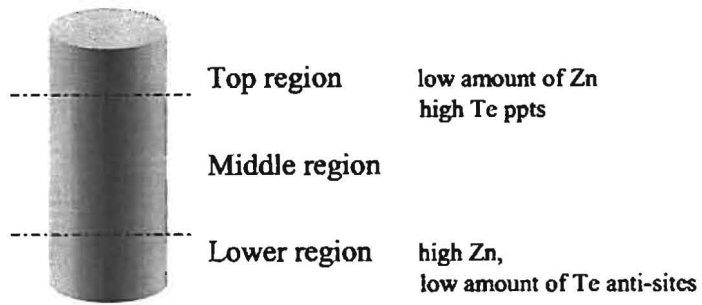 Top region low amount of Zn
high Te ppts
Middle region
Lower region high Zn,
low amount of Te anti-sites